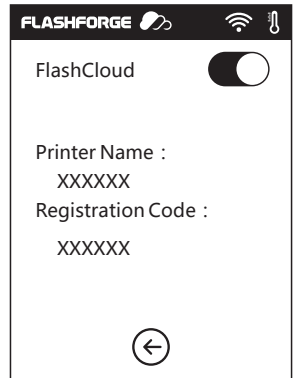 FLASHFORGE
FlashCloud
Printer Name：
XXXXXX
Registration Code：
XXXXXX